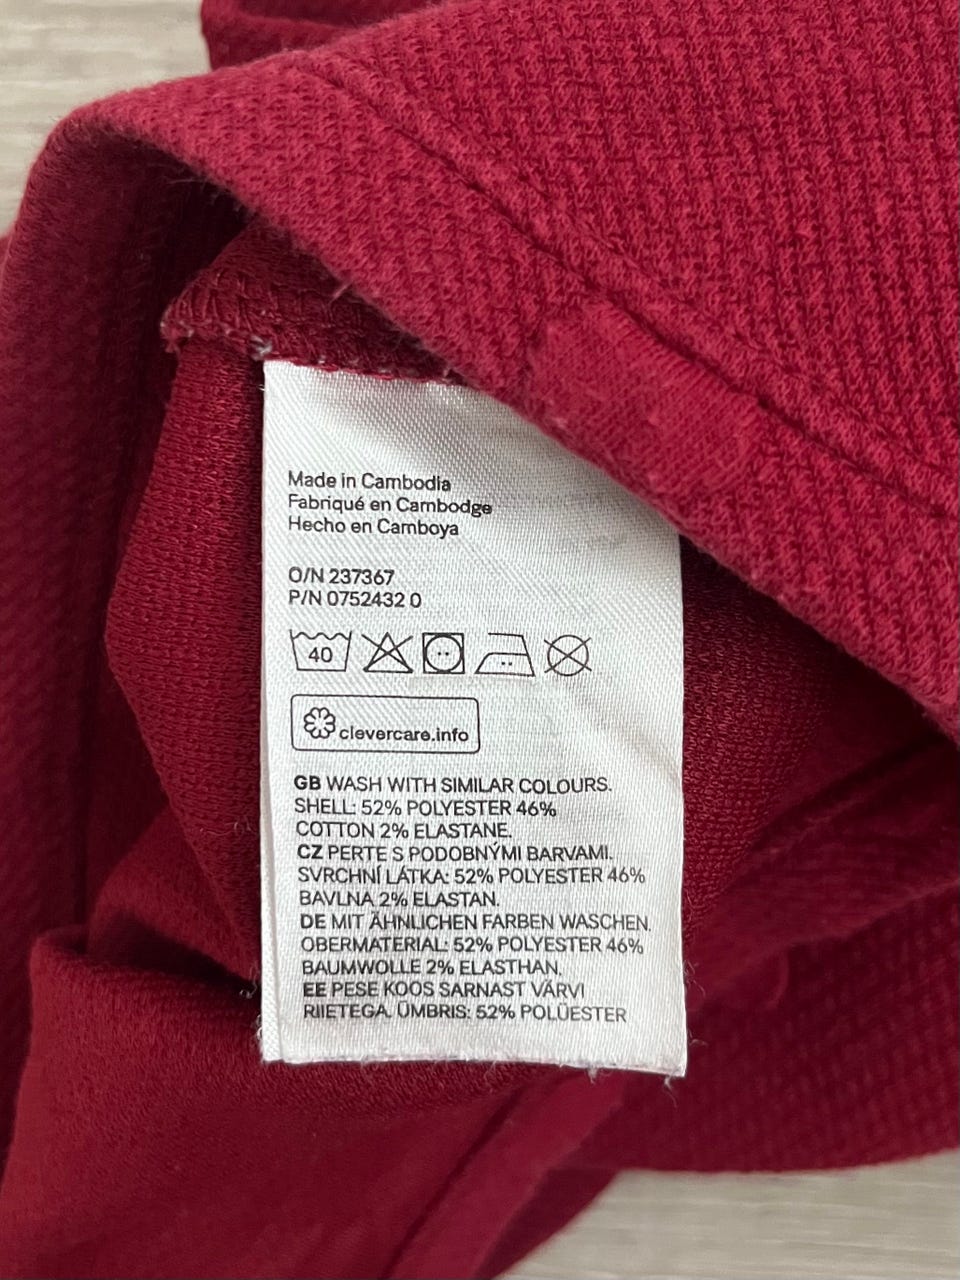 Made in Cambodia
Fabriqué en Cambodge
Hecho en Camboya
O/N 237367
P/N 0752432 0
40
clevercare.info
GB WASH WITH SIMILAR COLOURS.
SHELL: 52% POLYESTER 46%
COTTON 2% ELASTANE.
CZ PERTE S PODOBNÝMI BARVAMI.
SVRCHNÍ LÁTKA: 52% POLYESTER 46%
BAVLNA 2% ELASTAN.
DE MIT ÄHNLICHEN FARBEN WASCHEN.
OBERMATERIAL: 52% POLYESTER 46%
BAUMWOLLE 2% ELASTHAN.
EE PESE KOOS SARNAST VÄRVI
RIIETEGA. ÜMBRIS: 52% POLÜESTER